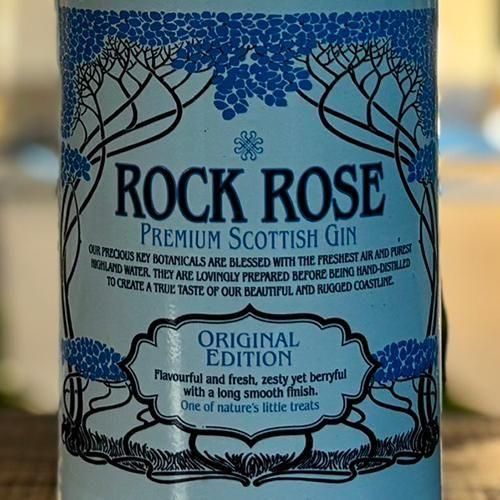 ROCK ROSE
PREMIUM SCOTTISH GIN
OUR PRECIOUS KEY BOTANICALS ARE BLESSED WITH THE FRESHEST AIR AND PUREST
HIGHLAND WATER. THEY ARE LOVINGLY PREPARED BEFORE BEING HAND-DISTILLED
TO CREATE A TRUE TASTE OF OUR BEAUTIFUL AND RUGGED COASTLINE.
ORIGINAL
EDITION
Flavourful and fresh, zesty yet berryful
with a long smooth finish.
One of nature's little treats